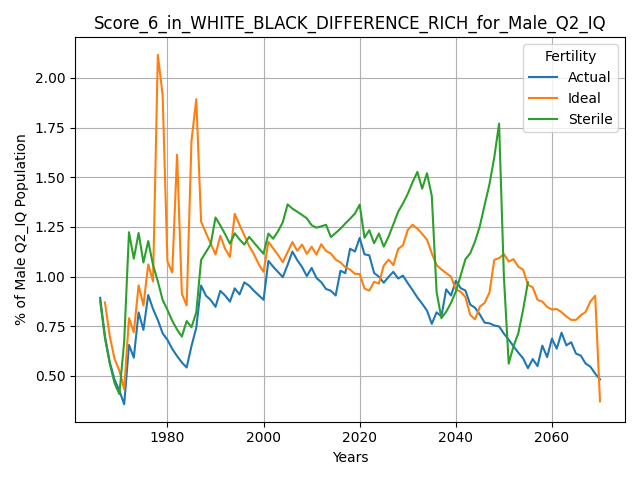 Score_6_in_WHITE_BLACK_DIFFERENCE_RICH_for_Male_Q2_IQ
Fertility
Actual
Ideal
Sterile
% of Male Q2_IQ Population
2.00
1.75
1.50
1.25
1.00
0.75
0.50
1980 2000 2020 2040 2060
Years